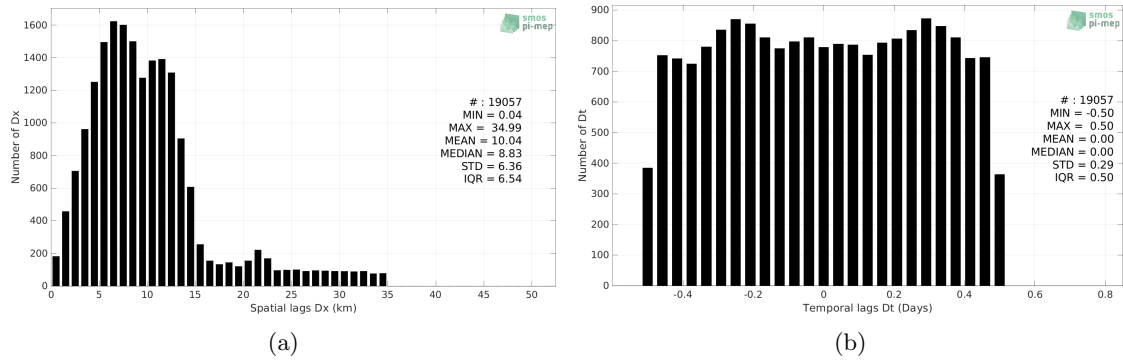 1600
1400
1200
1000
800
600
400
200
0
Number of Dx
0 5 10 15 20 25 30 35 40 45 50
Spatial lags Dx (km)
smos
pi-mep
# : 19057
MIN = 0.04
MAX = 34.99
MEAN = 10.04
MEDIAN = 8.83
STD = 6.36
IQR = 6.54
(a)
900
800
700
600
500
400
300
200
100
0
Number of Dt
-0.4 -0.2 0 0.2 0.4 0.6 0.8
Temporal lags Dt (Days)
smos
pi-mep
# : 19057
MIN = -0.50
MAX = 0.50
MEAN = 0.00
MEDIAN = 0.00
STD = 0.29
IQR = 0.50
(b)